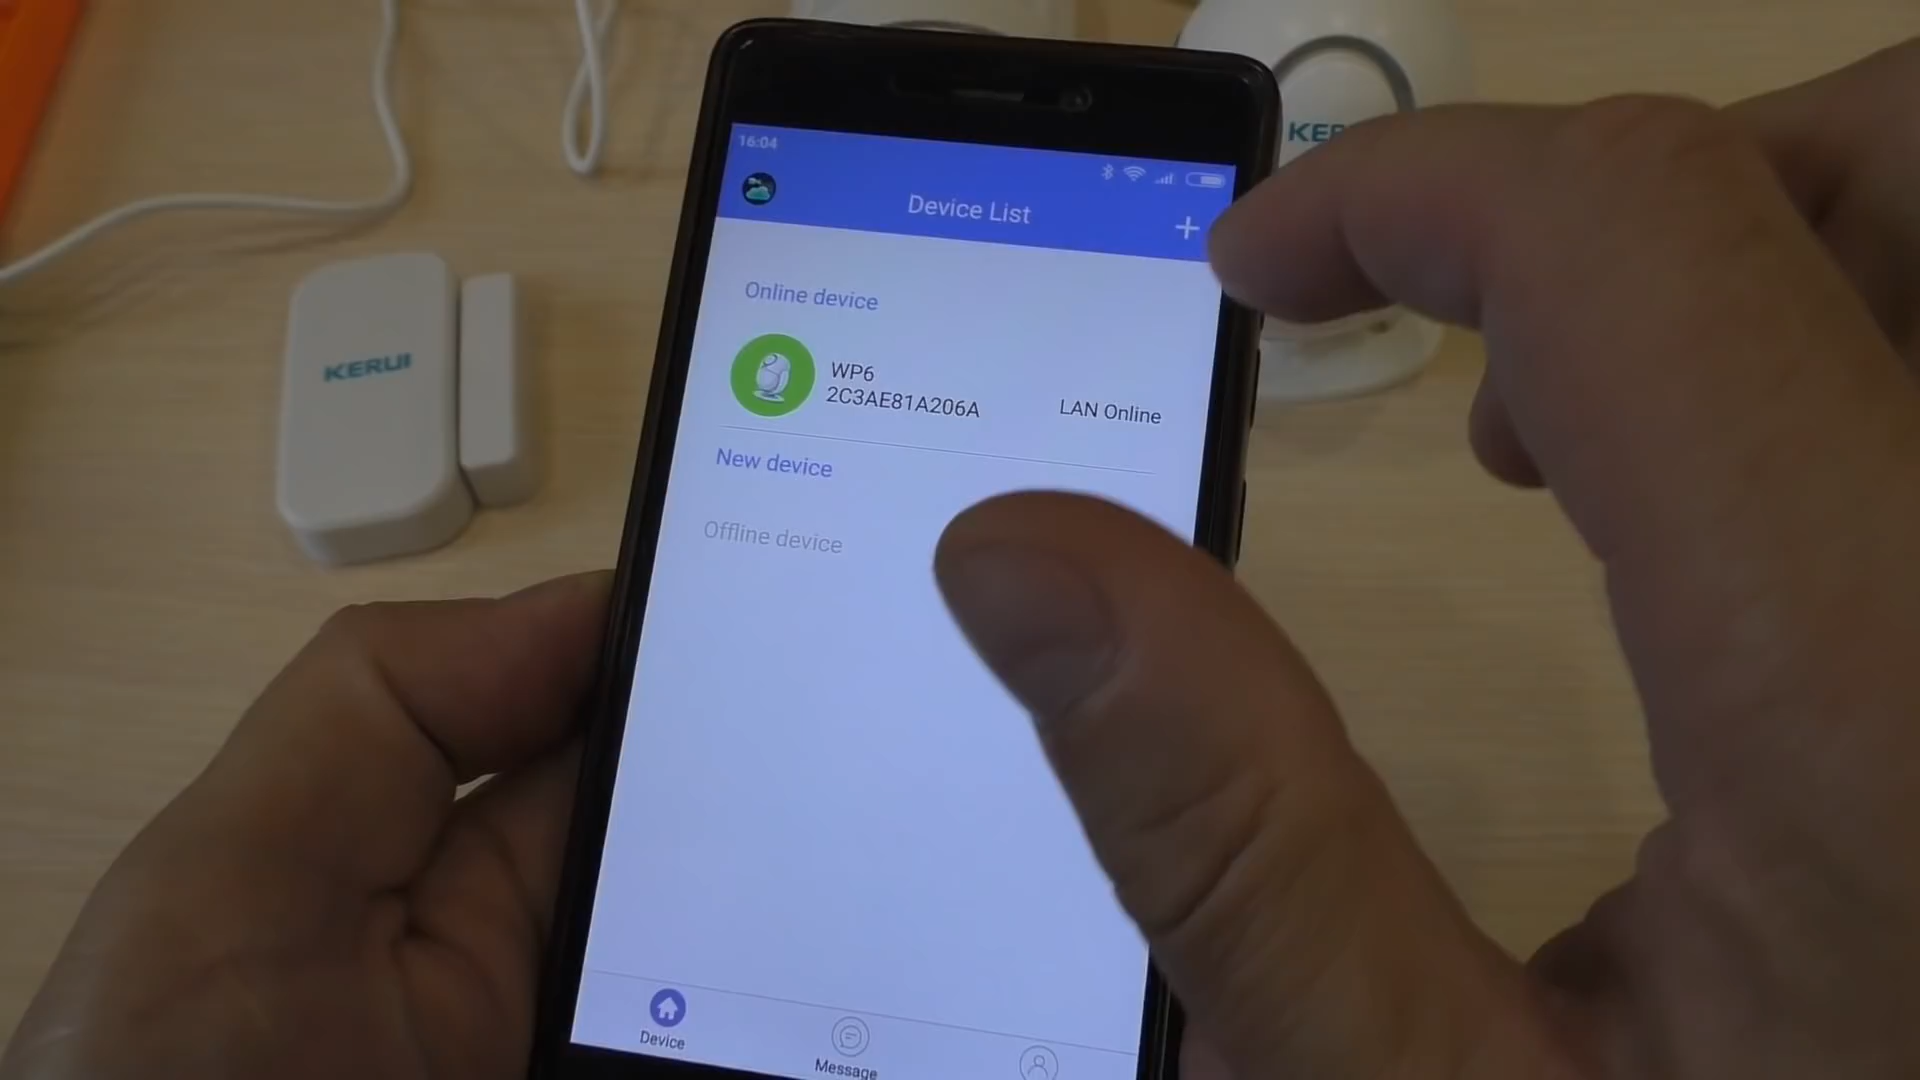 16:04
Device List
+
Online device
WP6
2C3AE81A206A
LAN Online
New device
Offline device
Device
Message
KERUI
KER